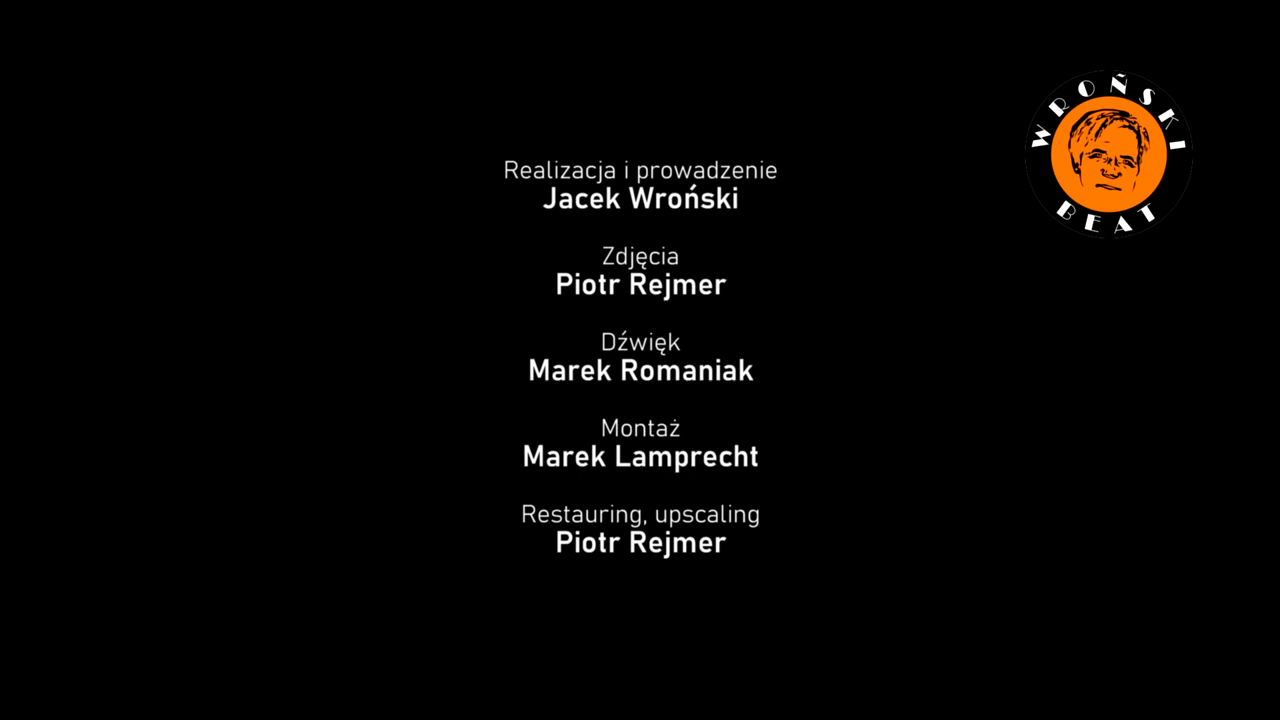 WROŃSKI
BEAT
Realizacja i prowadzenie
Jacek Wroński
Zdjęcia
Piotr Rejmer
Dźwięk
Marek Romaniak
Montaż
Marek Lamprecht
Restauring, upscaling
Piotr Rejmer